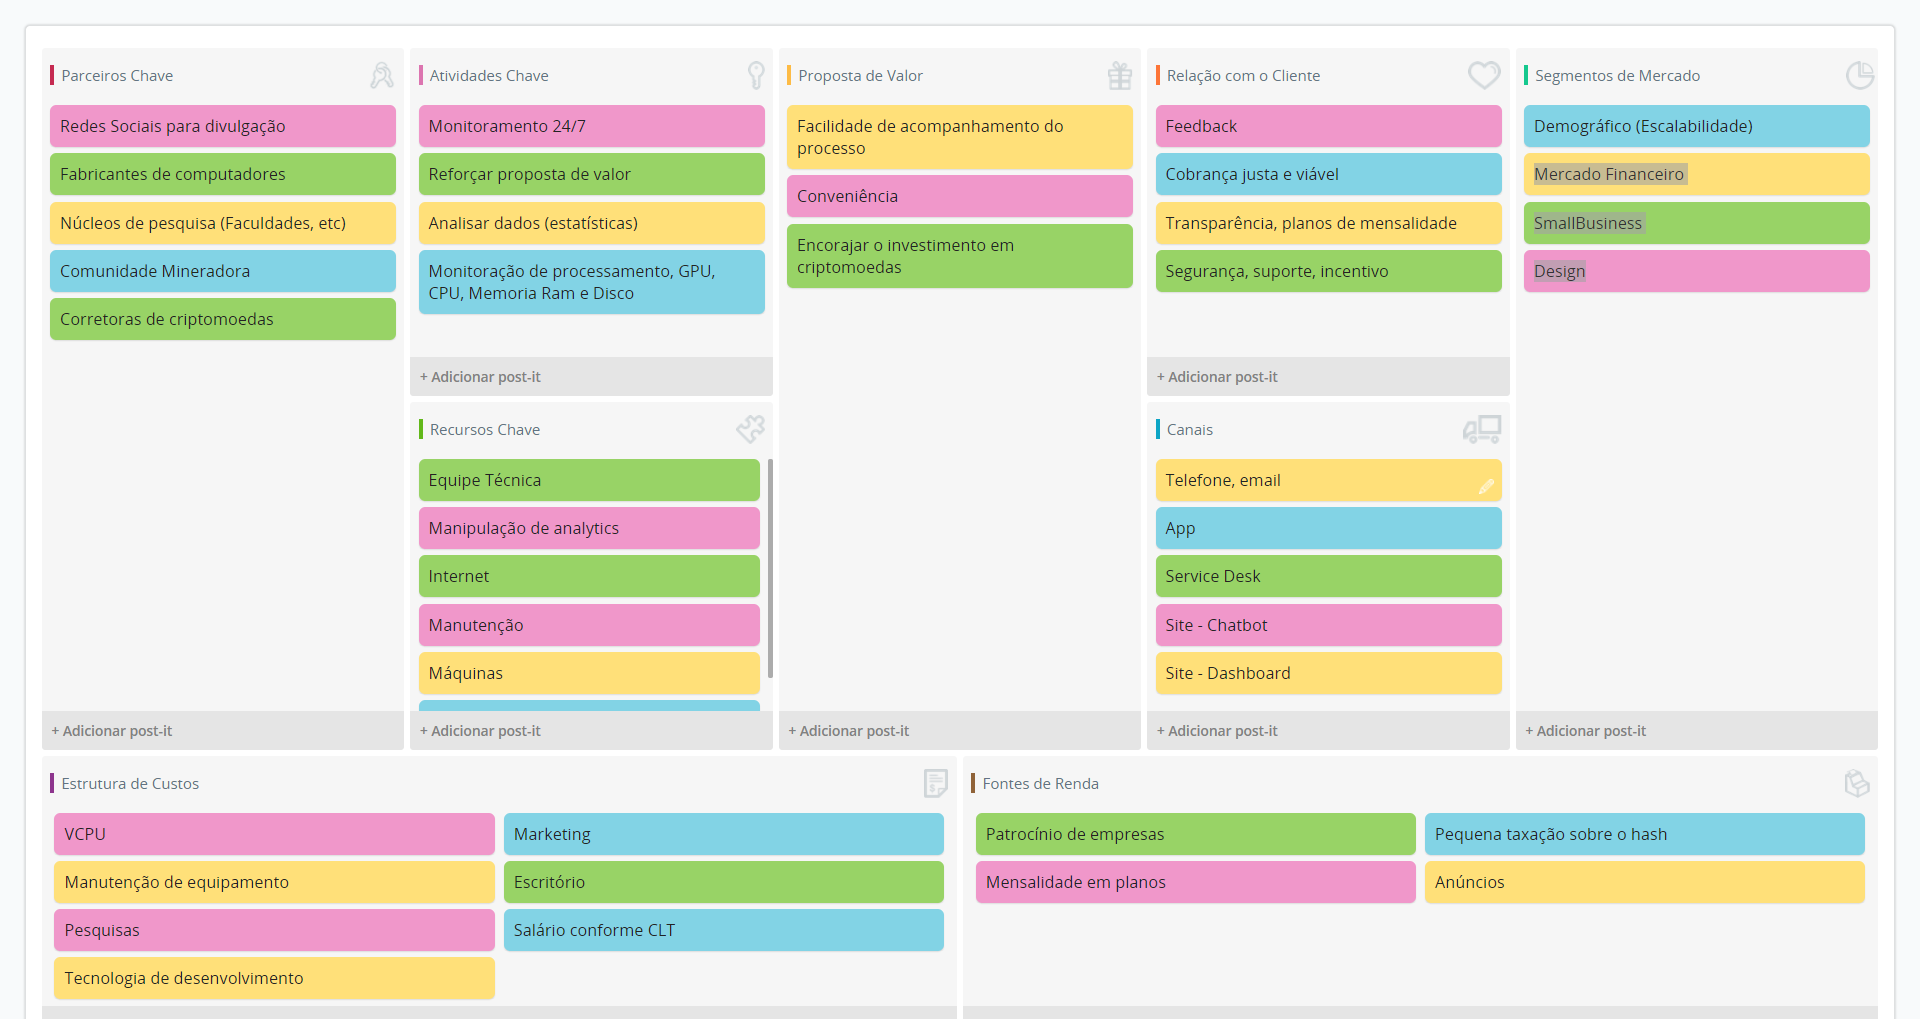 Parceiros Chave
Redes Sociais para divulgação
Fabricantes de computadores
Núcleos de pesquisa (Faculdades, etc)
Comunidade Mineradora
Corretoras de criptomoedas
+ Adicionar post-it
Atividades Chave
Monitoramento 24/7
Reforçar proposta de valor
Analisar dados (estatísticas)
Monitoração de processamento, GPU,
CPU, Memoria Ram e Disco
+ Adicionar post-it
Recursos Chave
Equipe Técnica
Manipulação de analytics
Internet
Manutenção
Máquinas
+ Adicionar post-it
Proposta de Valor
Facilidade de acompanhamento do
processo
Conveniência
Encorajar o investimento em
criptomoedas
+ Adicionar post-it
Relação com o Cliente
Feedback
Cobrança justa e viável
Transparência, planos de mensalidade
Segurança, suporte, incentivo
+ Adicionar post-it
Canais
Telefone, email
App
Service Desk
Site - Chatbot
Site - Dashboard
+ Adicionar post-it
Segmentos de Mercado
Demográfico (Escalabilidade)
Mercado Financeiro
SmallBusiness
Design
+ Adicionar post-it
Estrutura de Custos
VCPU
Marketing
Manutenção de equipamento
Escritório
Pesquisas
Salário conforme CLT
Tecnologia de desenvolvimento
Fontes de Renda
Patrocínio de empresas
Pequena taxação sobre o hash
Mensalidade em planos
Anúncios